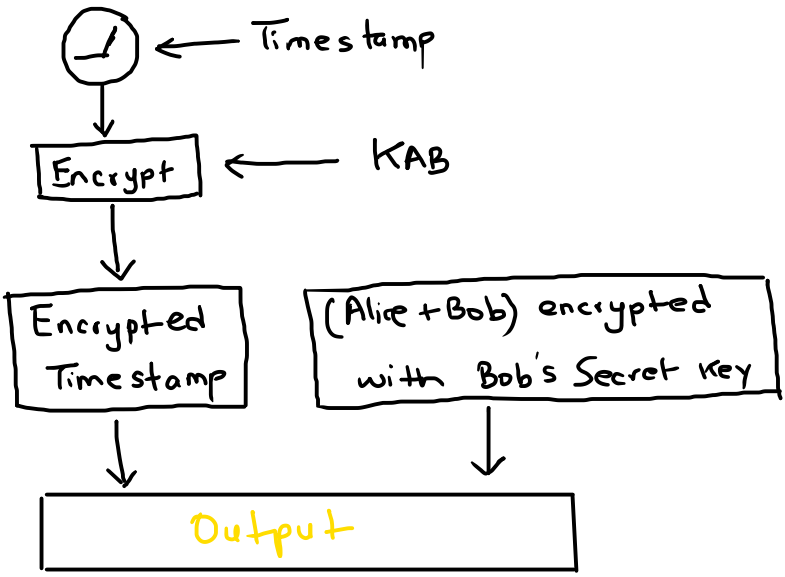 Timestamp
Encrypt
KAB
Encrypted
Timestamp
(Alice + Bob) encrypted
with Bob's Secret Key
Output